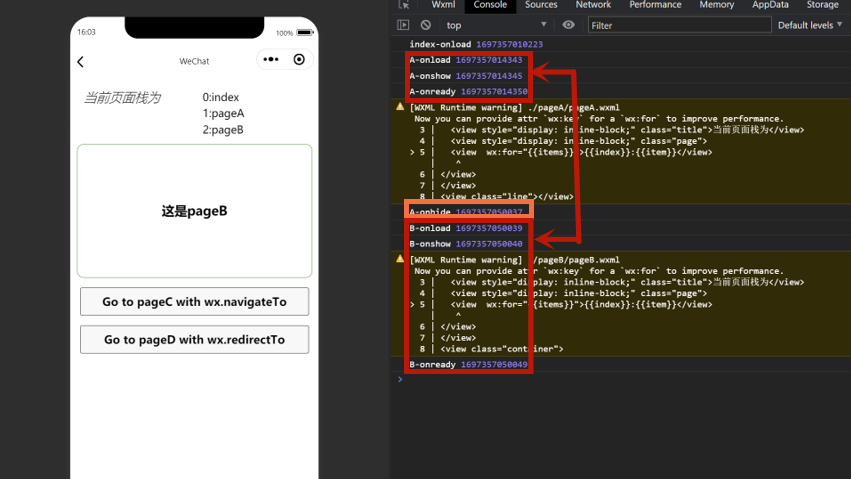 16:03
100%
WeChat
当前页面栈为
0:index
1:pageA
2:pageB
这是pageB
Go to pageC with wx.navigateTo
Go to pageD with wx.redirectTo
Wxml Console Sources Network Performance Memory AppData Storage
top Filter Default levels
index-onload 1697357010223
A-onload 1697357014343
A-onshow 1697357014345
A-onready 1697357014350
[WXML Runtime warning] ./pageA/pageA.wxml
Now you can provide attr `wx:key` for a `wx:for` to improve performance.
3 | <view style="display: inline-block;" class="title">当前页面栈为</view>
4 | <view style="display: inline-block;" class="page">
> 5 | <view wx:for="{{items}}">{{index}}:{{item}}</view>
| ^
6 | </view>
7 | </view>
8 | <view class="line"></view>
A-onhide 1697357050037
B-onload 1697357050039
B-onshow 1697357050040
[WXML Runtime warning] ./pageB/pageB.wxml
Now you can provide attr `wx:key` for a `wx:for` to improve performance.
3 | <view style="display: inline-block;" class="title">当前页面栈为</view>
4 | <view style="display: inline-block;" class="page">
> 5 | <view wx:for="{{items}}">{{index}}:{{item}}</view>
| ^
6 | </view>
7 | </view>
8 | <view class="container">
B-onready 1697357050049
>